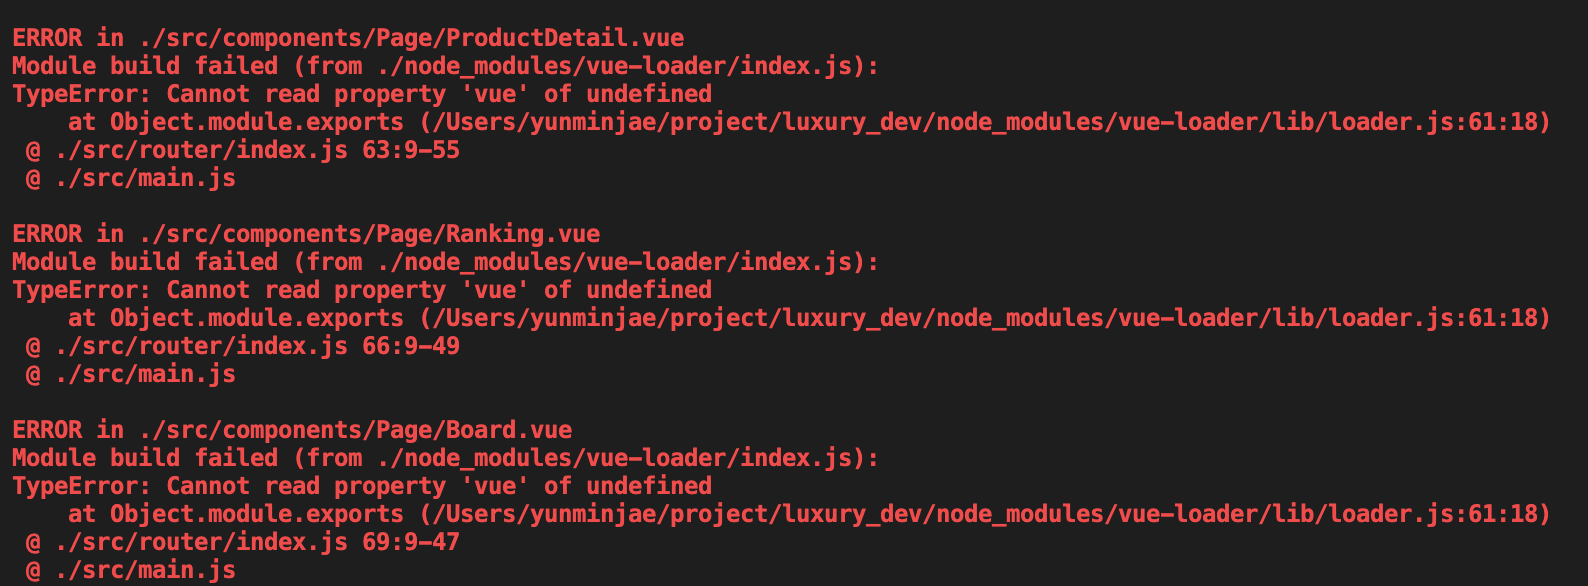 ERROR in ./src/components/Page/ProductDetail.vue
Module build failed (from ./node_modules/vue-loader/index.js):
TypeError: Cannot read property 'vue' of undefined
    at Object.module.exports (/Users/yunminjae/project/luxury_dev/node_modules/vue-loader/lib/loader.js:61:18)
 @ ./src/router/index.js 63:9-55
 @ ./src/main.js

ERROR in ./src/components/Page/Ranking.vue
Module build failed (from ./node_modules/vue-loader/index.js):
TypeError: Cannot read property 'vue' of undefined
    at Object.module.exports (/Users/yunminjae/project/luxury_dev/node_modules/vue-loader/lib/loader.js:61:18)
 @ ./src/router/index.js 66:9-49
 @ ./src/main.js

ERROR in ./src/components/Page/Board.vue
Module build failed (from ./node_modules/vue-loader/index.js):
TypeError: Cannot read property 'vue' of undefined
    at Object.module.exports (/Users/yunminjae/project/luxury_dev/node_modules/vue-loader/lib/loader.js:61:18)
 @ ./src/router/index.js 69:9-47
 @ ./src/main.js